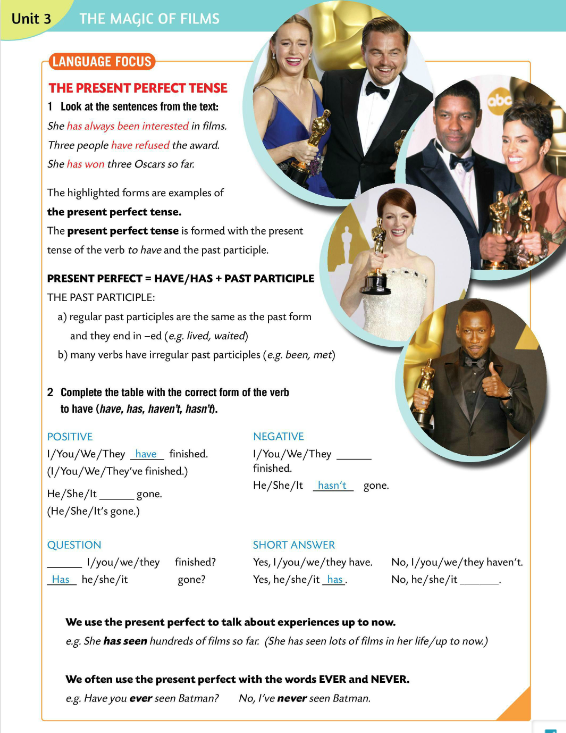 Unit 3 THE MAGIC OF FILMS
LANGUAGE FOCUS
THE PRESENT PERFECT TENSE
1 Look at the sentences from the text:
She has always been interested in films.
Three people have refused the award.
She has won three Oscars so far.
The highlighted forms are examples of
the present perfect tense.
The present perfect tense is formed with the present
tense of the verb to have and the past participle.
PRESENT PERFECT = HAVE/HAS + PAST PARTICIPLE
THE PAST PARTICIPLE:
a) regular past participles are the same as the past form
and they end in –ed (e.g. lived, waited)
b) many verbs have irregular past participles (e.g. been, met)
2 Complete the table with the correct form of the verb
to have (have, has, haven't, hasn't).
POSITIVE
I/You/We/They have finished.
(I/You/We/They've finished.)
He/She/It ______ gone.
(He/She/It's gone.)
NEGATIVE
I/You/We/They ______
finished.
He/She/It hasn't gone.
QUESTION
______ I/you/we/they finished?
Has he/she/it gone?
SHORT ANSWER
Yes, I/you/we/they have. No, I/you/we/they haven't.
Yes, he/she/it has. No, he/she/it ______.
We use the present perfect to talk about experiences up to now.
e.g. She has seen hundreds of films so far. (She has seen lots of films in her life/up to now.)
We often use the present perfect with the words EVER and NEVER.
e.g. Have you ever seen Batman? No, I've never seen Batman.
abc